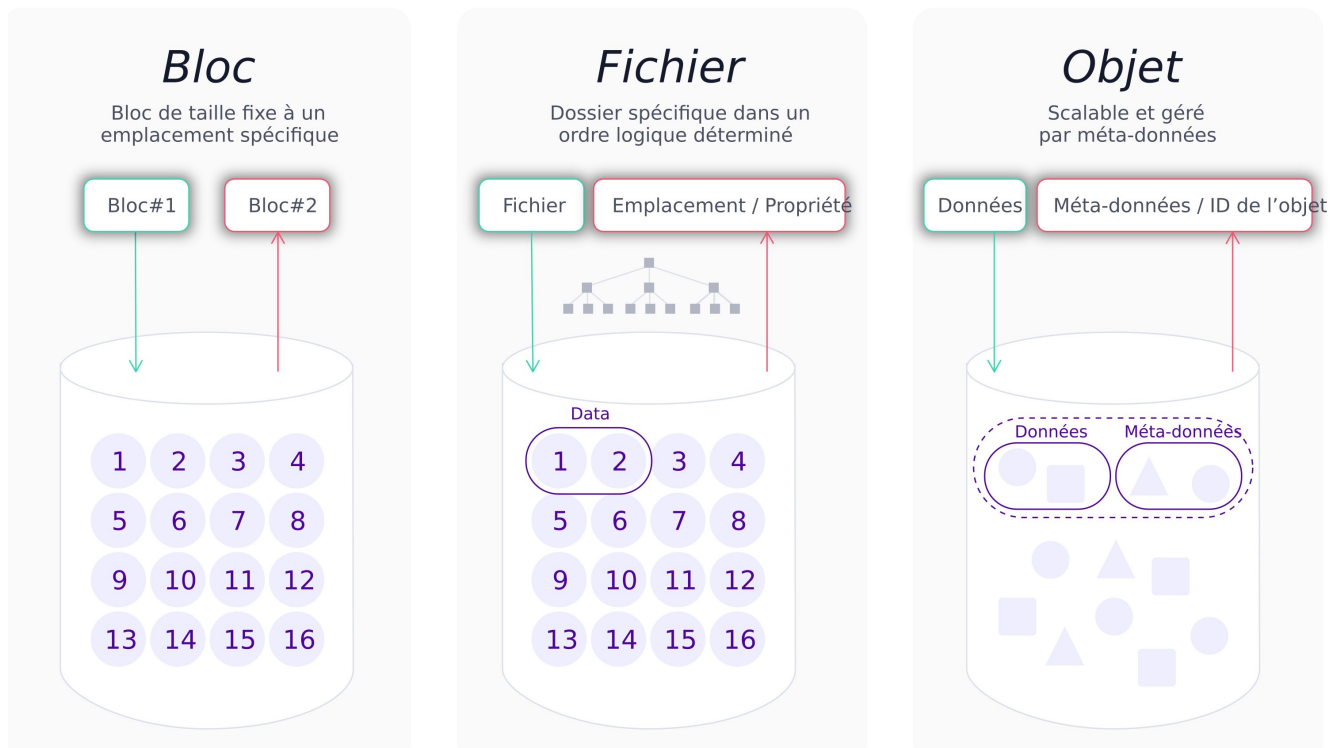 Bloc
Bloc de taille fixe à un
emplacement spécifique
Bloc#1
Bloc#2
1 2 3 4
5 6 7 8
9 10 11 12
13 14 15 16
Fichier
Dossier spécifique dans un
ordre logique déterminé
Fichier
Emplacement / Propriété
Data
1 2 3 4
5 6 7 8
9 10 11 12
13 14 15 16
Objet
Scalable et géré
par méta-données
Données
Méta-données / ID de l’objet
Données
Méta-données